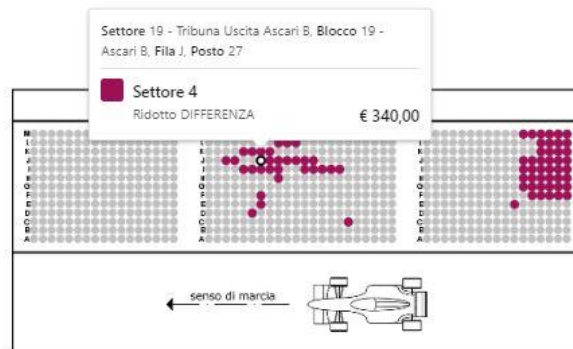 Settore 19 - Tribuna Uscita Ascari B, Blocco 19 -
Ascari B, Fila J, Posto 27
Settore 4
Ridotto DIFFERENZA € 340,00
M
L L L
K K K
J J J
I I I
H H H
G G G
F F F
E E E
D D D
C C C
B B B
A A A
senso di marcia